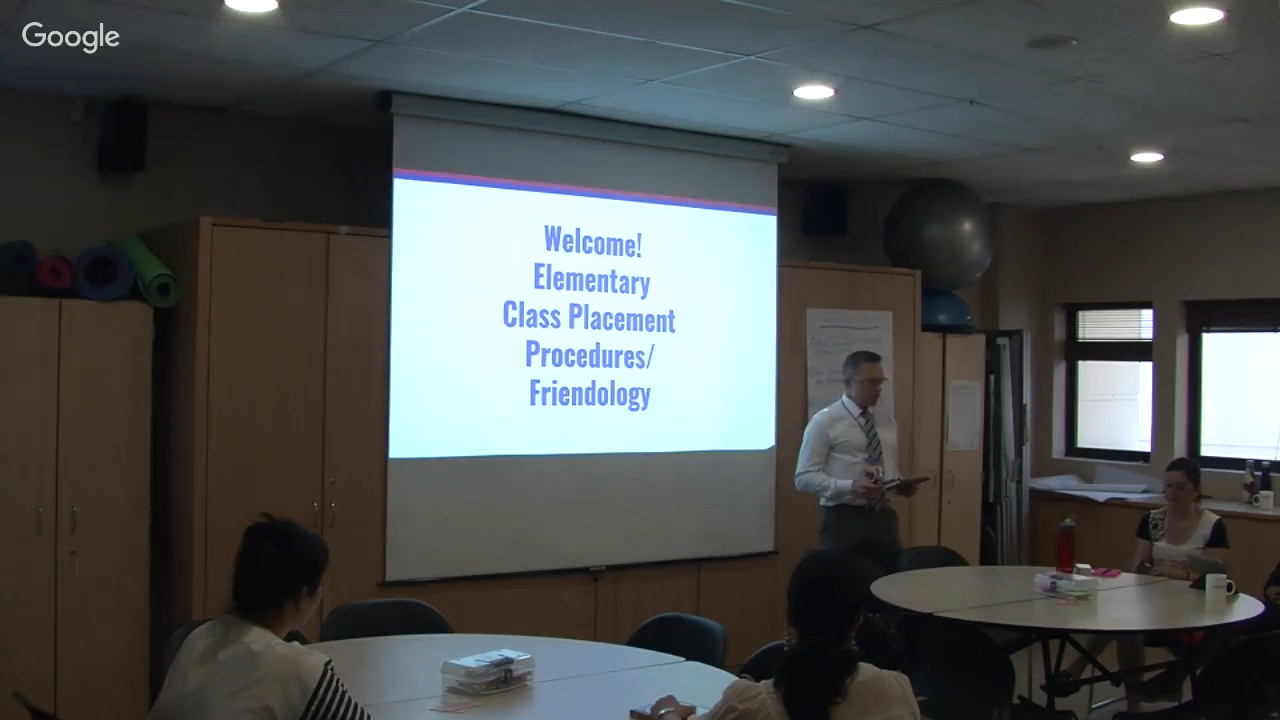 Google
Welcome!
Elementary
Class Placement
Procedures/
Friendology